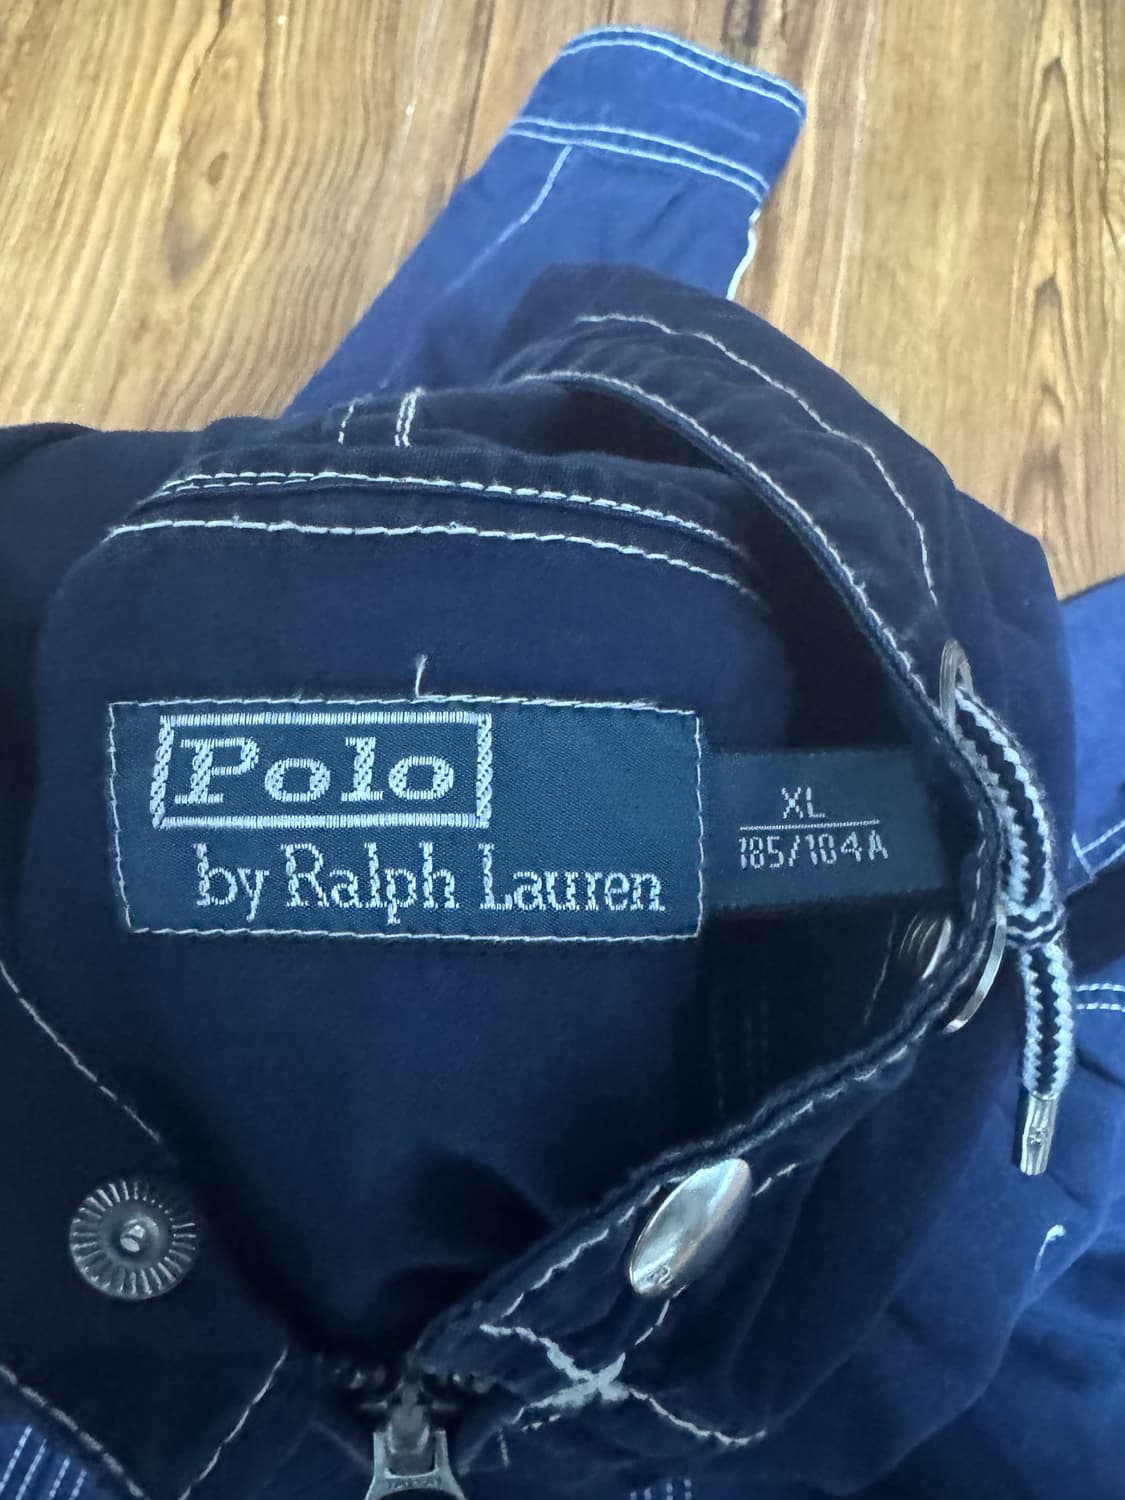 Polo
by Ralph Lauren
XL
185/104A